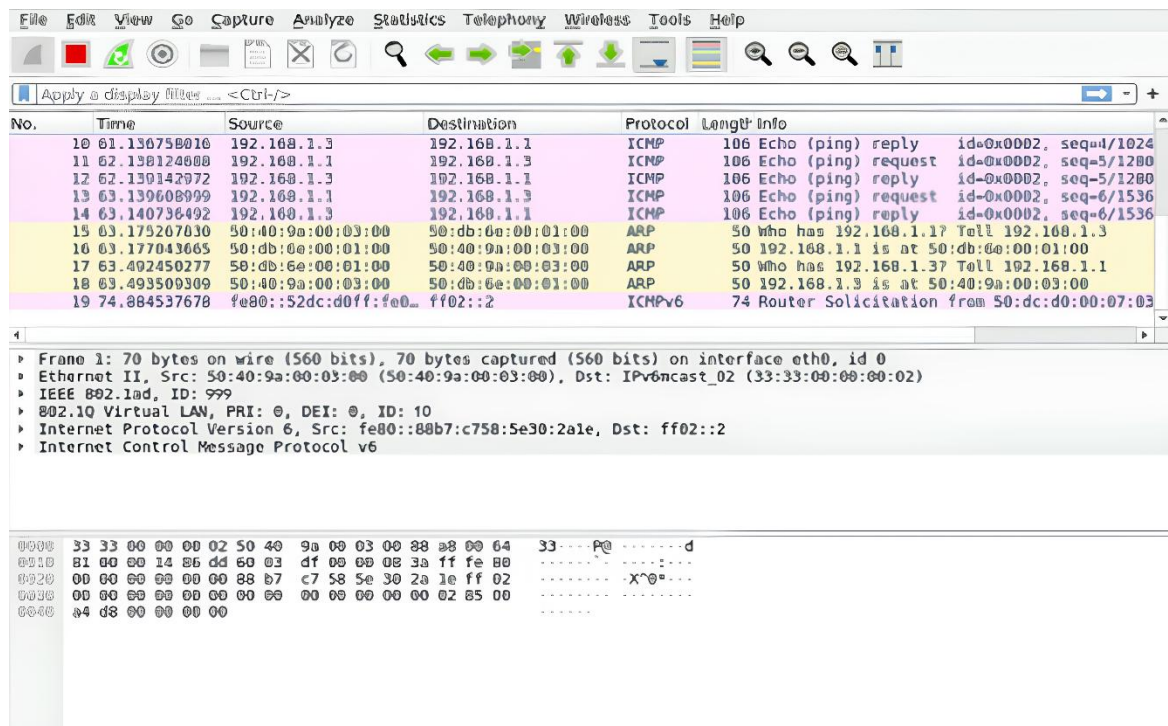 File Edit View Go Capture Analyze Statistics Telephony Wireless Tools Help
Apply a display filter ... <Ctrl-/>
No. Time Source Destination Protocol Length Info
10 61.136758016 192.168.1.3 192.168.1.1 ICMP 106 Echo (ping) reply id=0x0002, seq=4/1024
11 62.138124688 192.168.1.1 192.168.1.3 ICMP 106 Echo (ping) request id=0x0002, seq=5/1280
12 62.139142972 192.168.1.3 192.168.1.1 ICMP 106 Echo (ping) reply id=0x0002, seq=5/1280
13 63.139608999 192.168.1.1 192.168.1.3 ICMP 106 Echo (ping) request id=0x0002, seq=6/1536
14 63.140736492 192.168.1.3 192.168.1.1 ICMP 106 Echo (ping) reply id=0x0002, seq=6/1536
15 63.175267830 50:40:9a:00:03:00 50:db:6e:00:01:00 ARP 50 Who has 192.168.1.1? Tell 192.168.1.3
16 63.177043665 50:db:6e:00:01:00 50:40:9a:00:03:00 ARP 50 192.168.1.1 is at 50:db:6e:00:01:00
17 63.492450277 50:db:6e:00:01:00 50:40:9a:00:03:00 ARP 50 Who has 192.168.1.3? Tell 192.168.1.1
18 63.493509309 50:40:9a:00:03:00 50:db:6e:00:01:00 ARP 50 192.168.1.3 is at 50:40:9a:00:03:00
19 74.884537678 fe80::52dc:d0ff:fe0… ff02::2 ICMPv6 74 Router Solicitation from 50:dc:d0:00:07:03
Frame 1: 70 bytes on wire (560 bits), 70 bytes captured (560 bits) on interface eth0, id 0
Ethernet II, Src: 50:40:9a:00:03:00 (50:40:9a:00:03:00), Dst: IPv6mcast_02 (33:33:00:00:00:02)
IEEE 802.1ad, ID: 999
802.1Q Virtual LAN, PRI: 0, DEI: 0, ID: 10
Internet Protocol Version 6, Src: fe80::88b7:c758:5e30:2a1e, Dst: ff02::2
Internet Control Message Protocol v6
0000 33 33 00 00 00 02 50 40 9a 00 03 00 88 a8 00 64 33····P@ ·······d
0010 81 00 00 14 86 dd 60 03 df 00 00 08 3a ff fe 80 ······`· ····:···
0020 00 00 00 00 00 00 88 b7 c7 58 5e 30 2a 1e ff 02 ········ ·X^0*···
0030 00 00 00 00 00 00 00 00 00 00 00 00 00 02 85 00 ········ ········
0040 a4 d8 00 00 00 00 ······